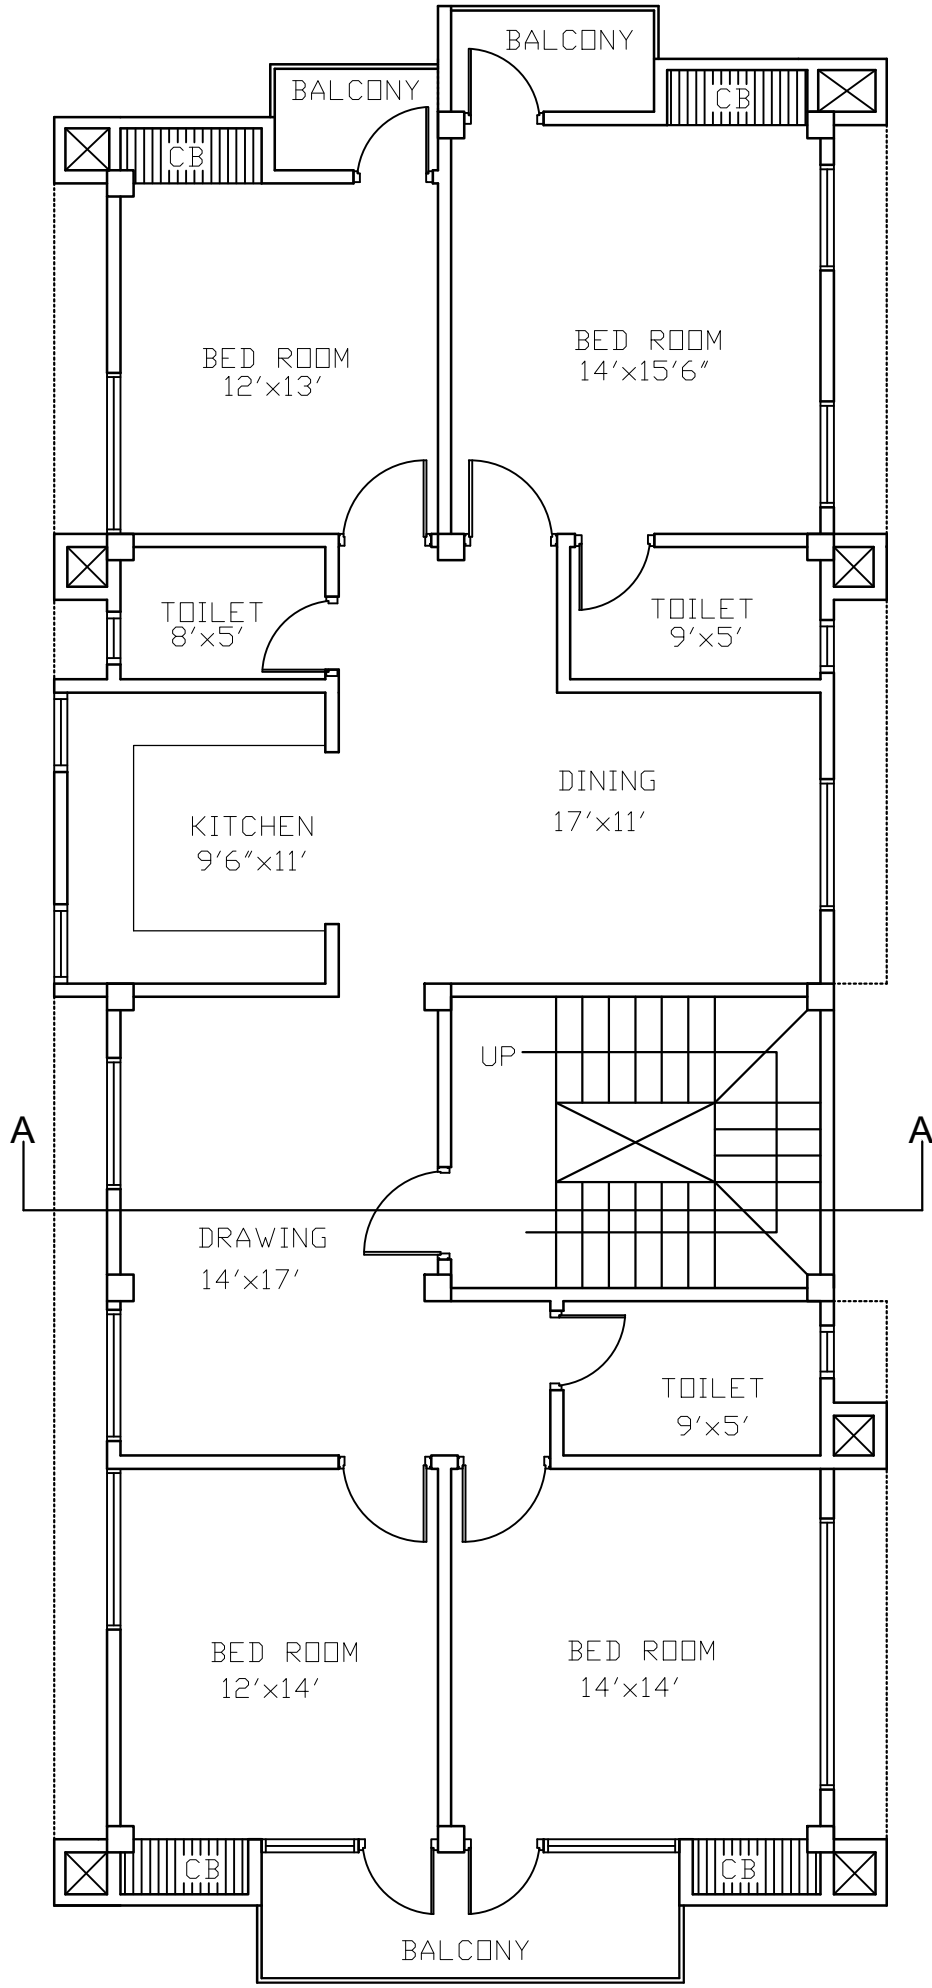 BALCONY
BALCONY
CB
CB
BED ROOM
14'x15'6"
BED ROOM
12'x13'
TOILET
8'x5'
TOILET
9'x5'
DINING
17'x11'
KITCHEN
9'6"x11'
UP
A
A
DRAWING
14'x17'
TOILET
9'x5'
BED ROOM
12'x14'
BED ROOM
14'x14'
CB
CB
BALCONY